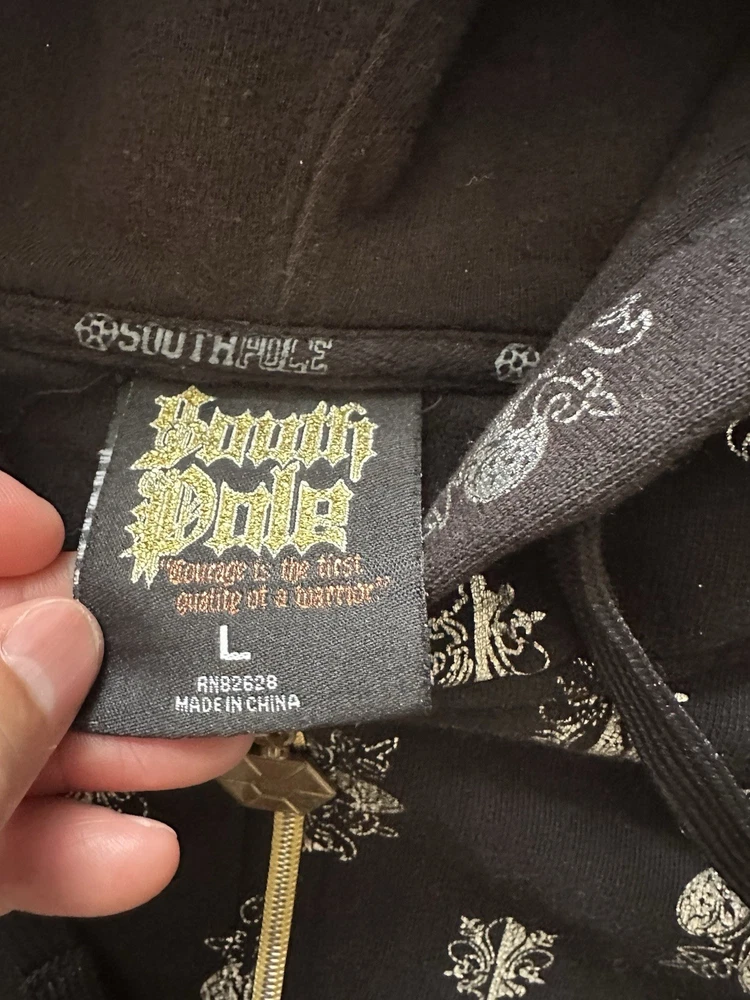 SOUTHPOLE
South
Pole
"Courage is the first
quality of a warrior"
L
RN82628
MADE IN CHINA